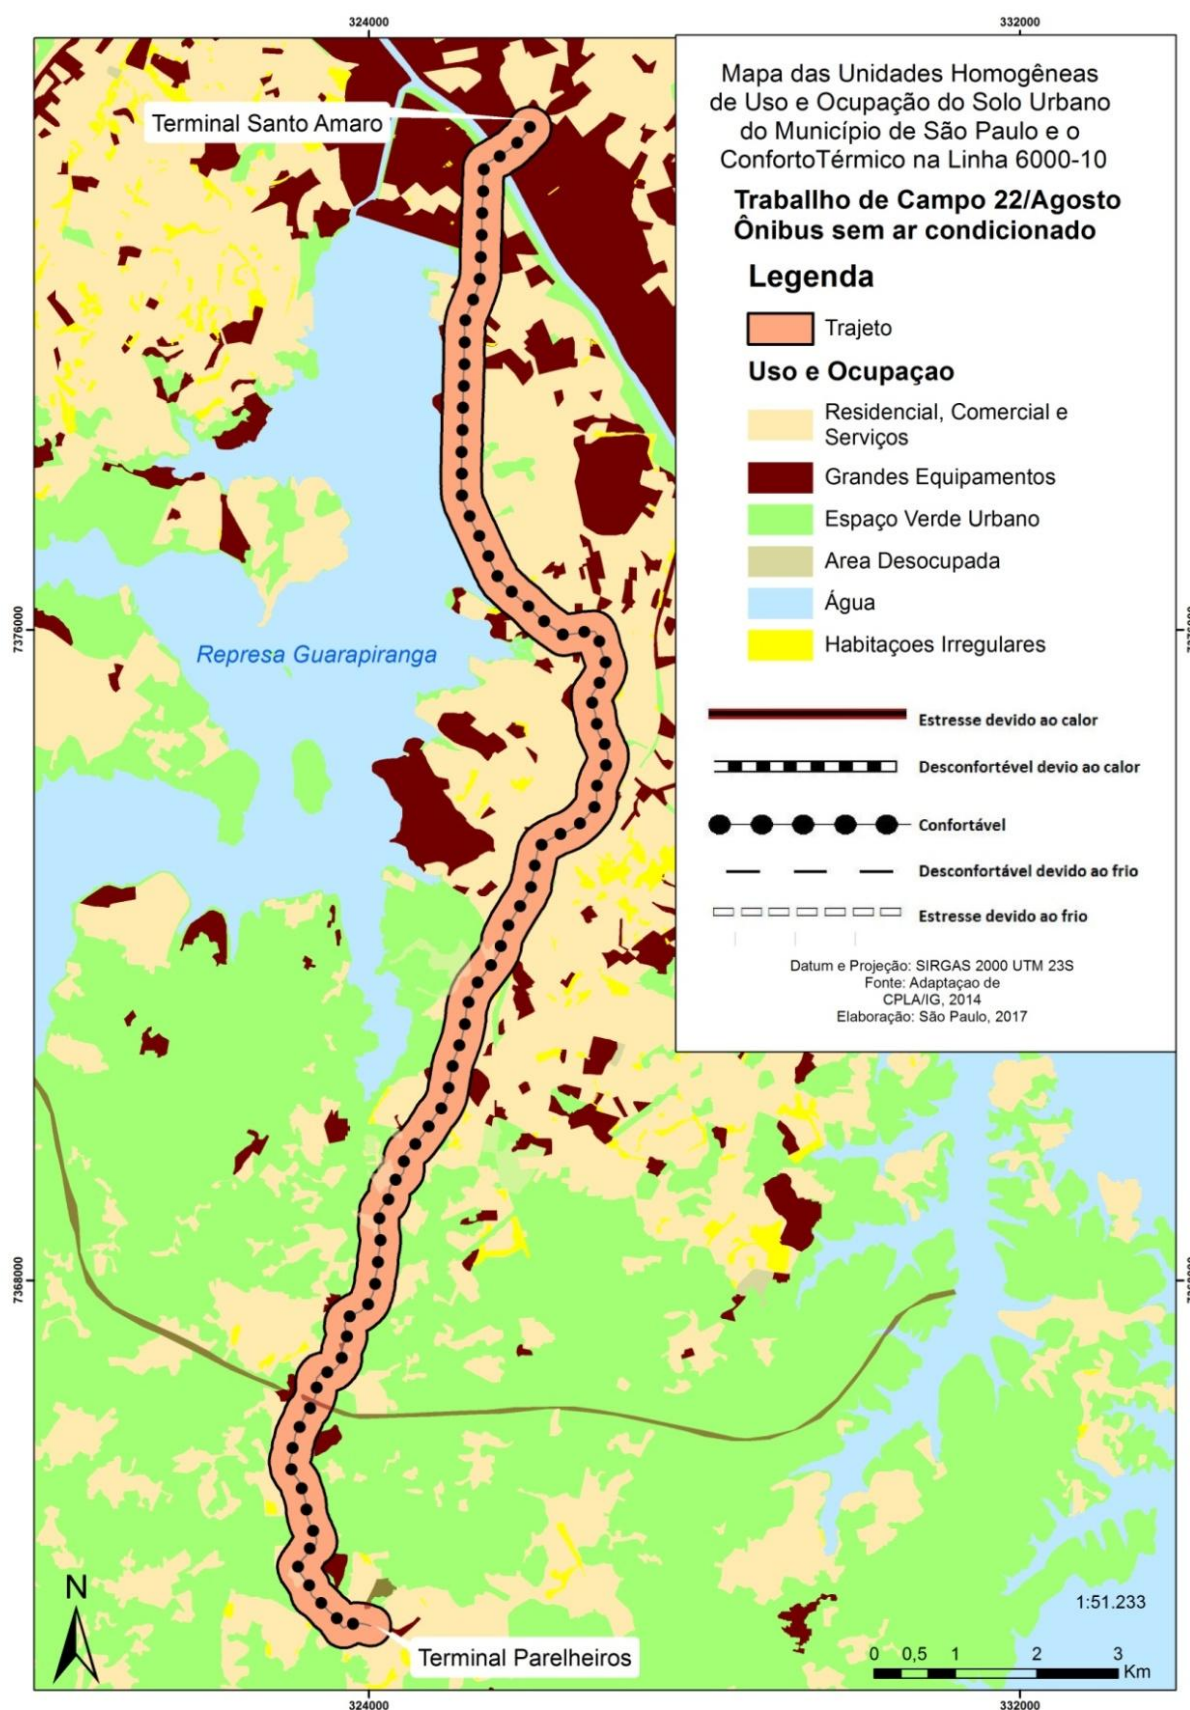 324000
332000
Mapa das Unidades Homogêneas
de Uso e Ocupação do Solo Urbano
do Município de São Paulo e o
ConfortoTérmico na Linha 6000-10
Traballho de Campo 22/Agosto
Ônibus sem ar condicionado
Legenda
Trajeto
Uso e Ocupaçao
Residencial, Comercial e
Serviços
Grandes Equipamentos
Espaço Verde Urbano
Area Desocupada
Água
Habitaçoes Irregulares
Estresse devido ao calor
Desconfortével devio ao calor
Confortável
Desconfortável devido ao frio
Estresse devido ao frio
Datum e Projeção: SIRGAS 2000 UTM 23S
Fonte: Adaptaçao de
CPLA/IG, 2014
Elaboração: São Paulo, 2017
Terminal Santo Amaro
7376000
Represa Guarapiranga
7368000
N
Terminal Parelheiros
1:51.233
0 0,5 1 2 3
Km
324000
332000